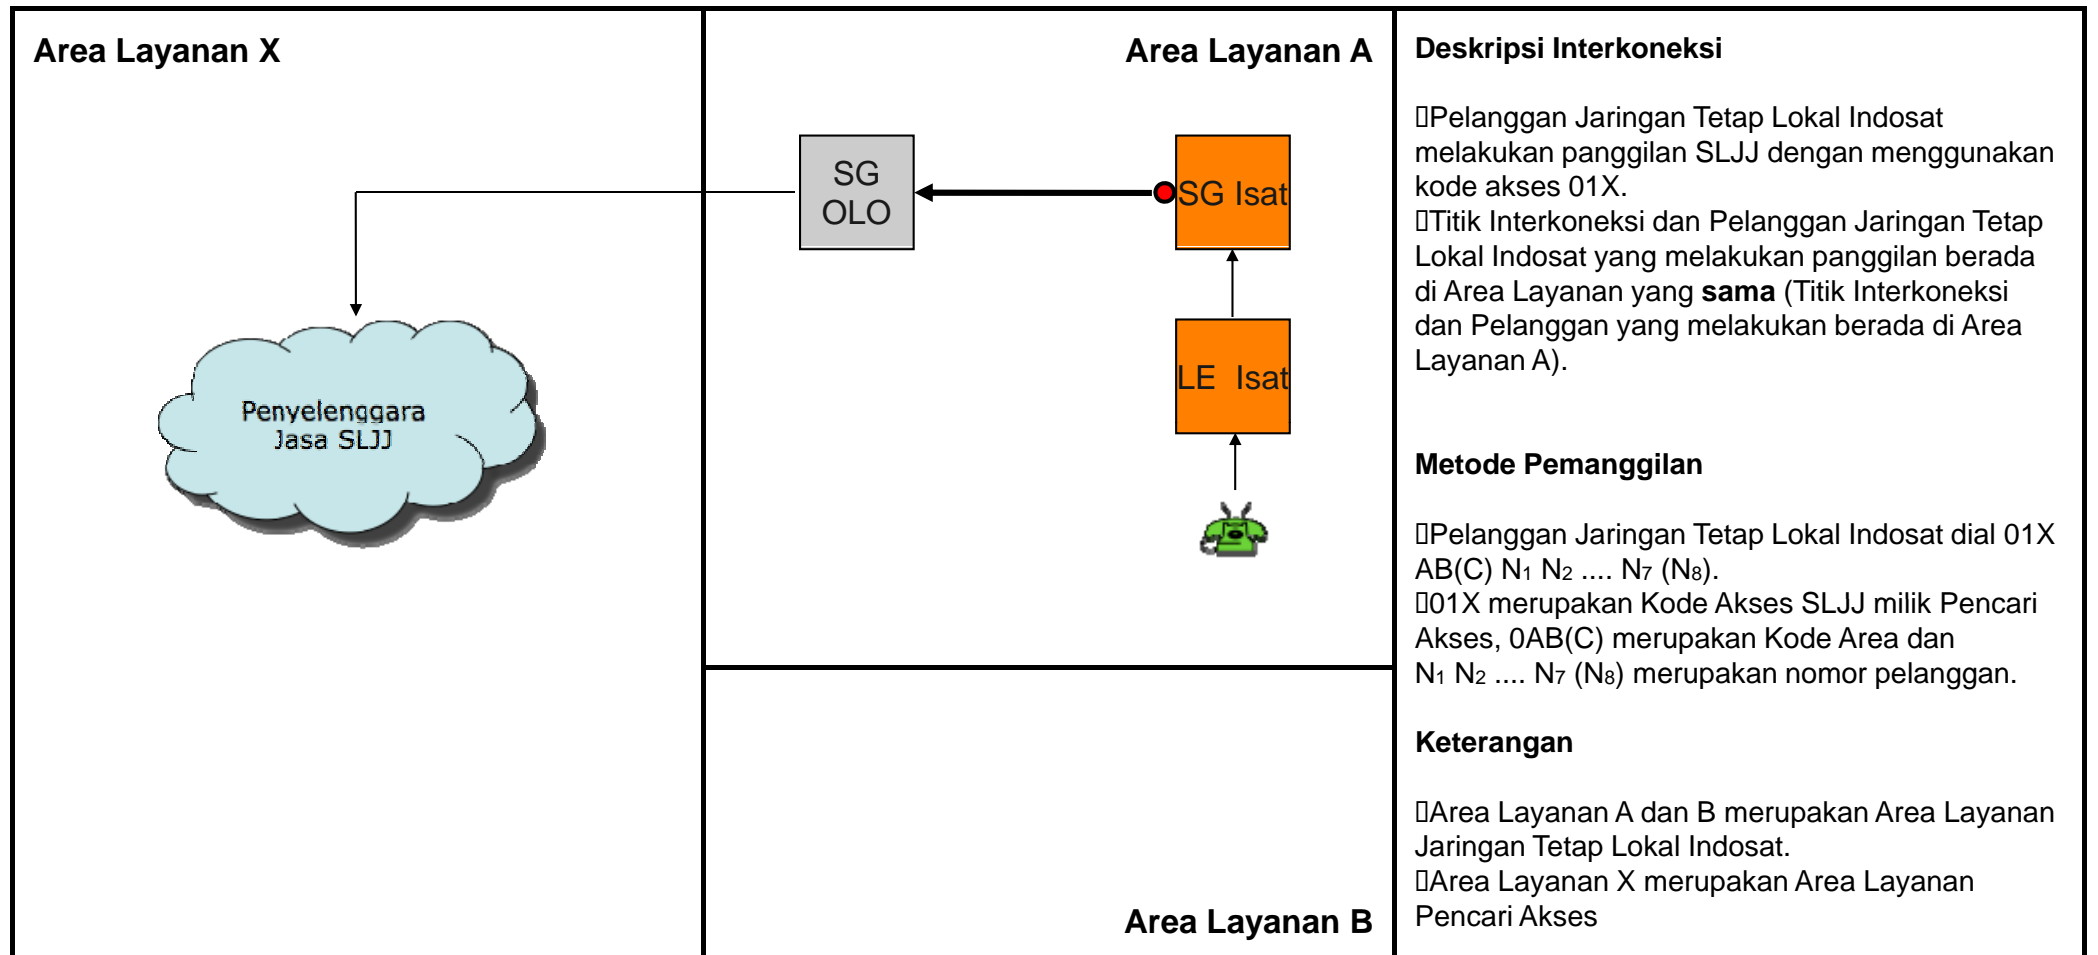 Area Layanan X
Area Layanan A
SG
OLO
SG Isat
LE Isat
Penyelenggara
Jasa SLJJ
Area Layanan B
Deskripsi Interkoneksi
Pelanggan Jaringan Tetap Lokal Indosat
melakukan panggilan SLJJ dengan menggunakan
kode akses 01X.
Titik Interkoneksi dan Pelanggan Jaringan Tetap
Lokal Indosat yang melakukan panggilan berada
di Area Layanan yang sama (Titik Interkoneksi
dan Pelanggan yang melakukan berada di Area
Layanan A).
Metode Pemanggilan
Pelanggan Jaringan Tetap Lokal Indosat dial 01X
AB(C) N₁ N₂ .... N₇ (N₈).
01X merupakan Kode Akses SLJJ milik Pencari
Akses, 0AB(C) merupakan Kode Area dan
N₁ N₂ .... N₇ (N₈) merupakan nomor pelanggan.
Keterangan
Area Layanan A dan B merupakan Area Layanan
Jaringan Tetap Lokal Indosat.
Area Layanan X merupakan Area Layanan
Pencari Akses